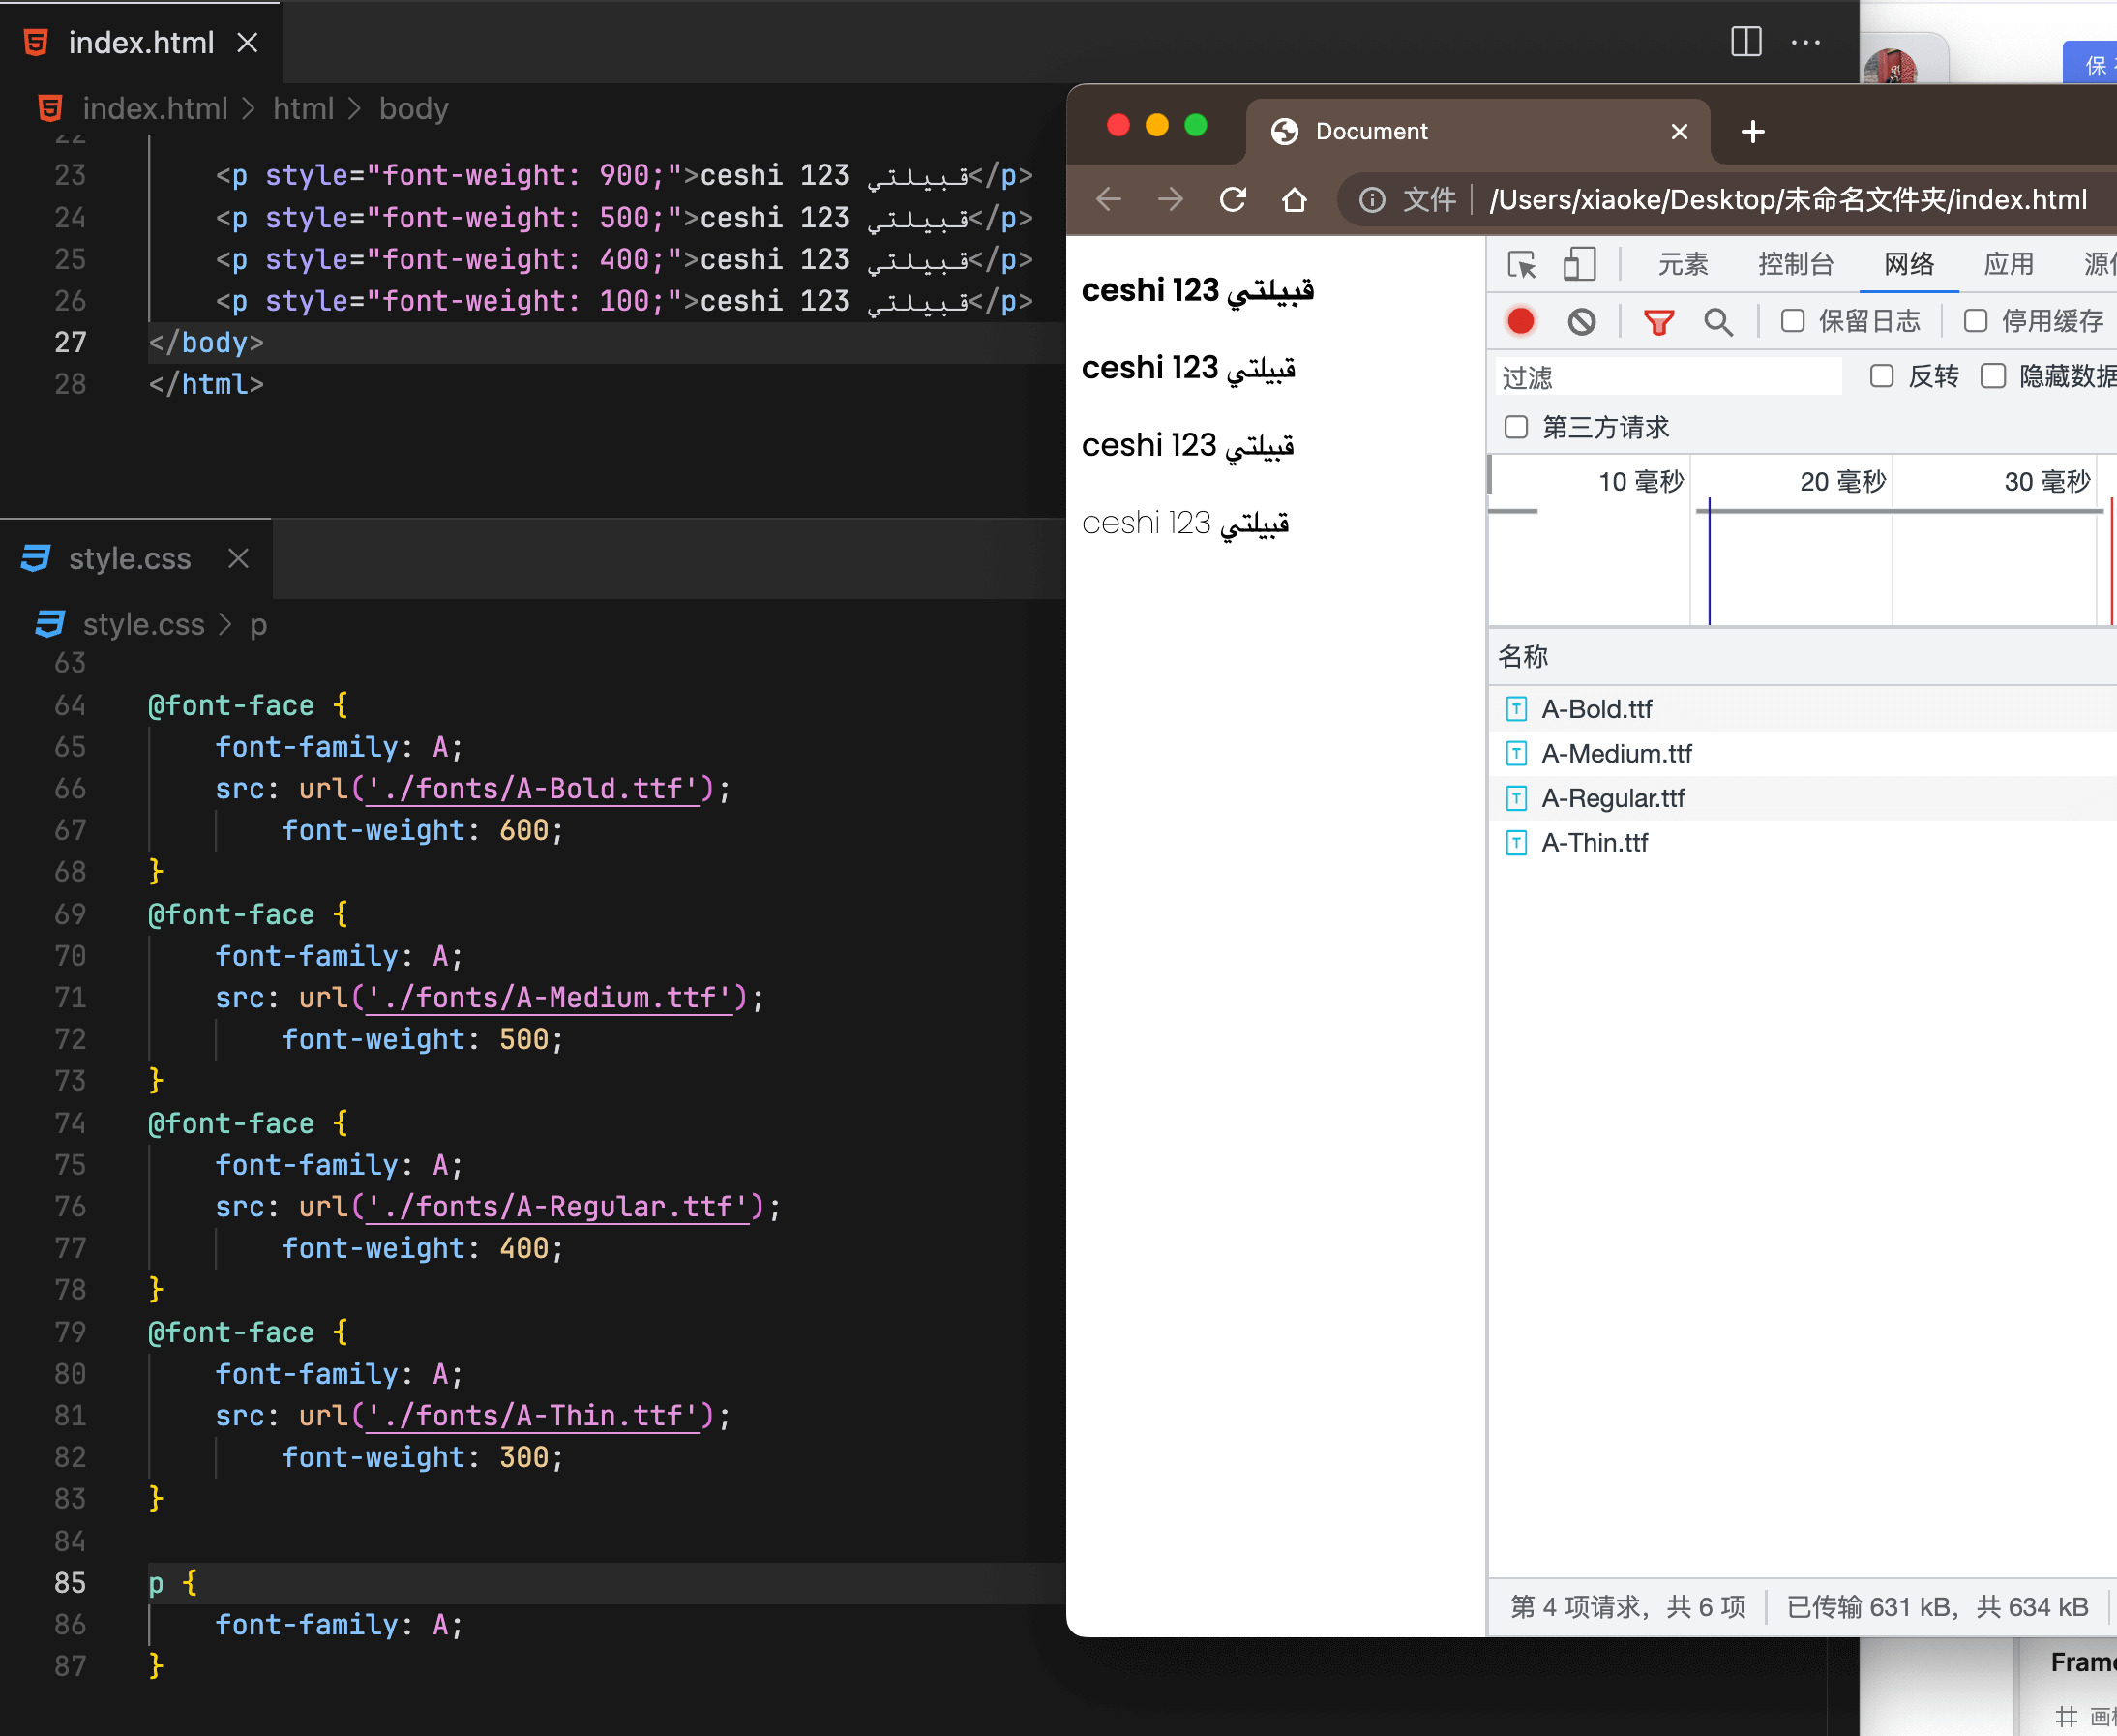 index.html
index.html > html > body
22
23 <p style="font-weight: 900;">ceshi 123 قبيلتي</p>
24 <p style="font-weight: 500;">ceshi 123 قبيلتي</p>
25 <p style="font-weight: 400;">ceshi 123 قبيلتي</p>
26 <p style="font-weight: 100;">ceshi 123 قبيلتي</p>
27 </body>
28 </html>
style.css
style.css > p
63
64 @font-face {
65 font-family: A;
66 src: url('./fonts/A-Bold.ttf');
67 font-weight: 600;
68 }
69 @font-face {
70 font-family: A;
71 src: url('./fonts/A-Medium.ttf');
72 font-weight: 500;
73 }
74 @font-face {
75 font-family: A;
76 src: url('./fonts/A-Regular.ttf');
77 font-weight: 400;
78 }
79 @font-face {
80 font-family: A;
81 src: url('./fonts/A-Thin.ttf');
82 font-weight: 300;
83 }
84
85 p {
86 font-family: A;
87 }
保
Document
文件 /Users/xiaoke/Desktop/未命名文件夹/index.html
ceshi 123 قبيلتي
ceshi 123 قبيلتي
ceshi 123 قبيلتي
ceshi 123 قبيلتي
元素 控制台 网络 应用
保留日志 停用缓存
过滤 反转 隐藏数据
第三方请求
10 毫秒 20 毫秒 30 毫秒
名称
A-Bold.ttf
A-Medium.ttf
A-Regular.ttf
A-Thin.ttf
第 4 项请求，共 6 项 已传输 631 kB，共 634 kB
Frame
画